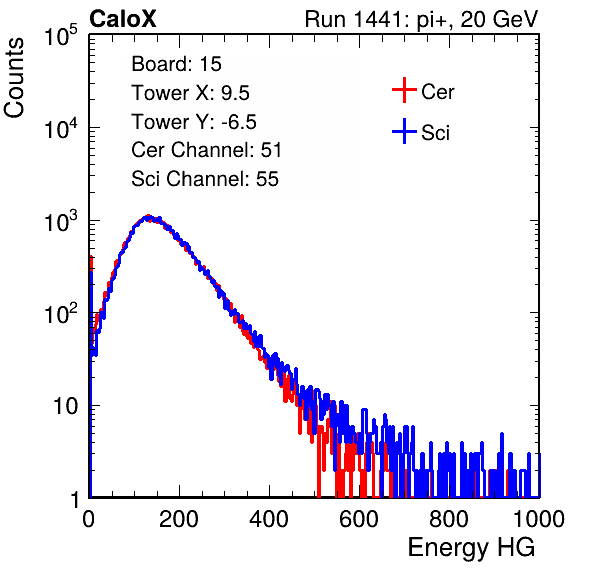 CaloX Run 1441: pi+, 20 GeV
Counts
Board: 15
Tower X: 9.5
Tower Y: -6.5
Cer Channel: 51
Sci Channel: 55
Cer
Sci
10^5
10^4
10^3
10^2
10
1
0 200 400 600 800 1000
Energy HG